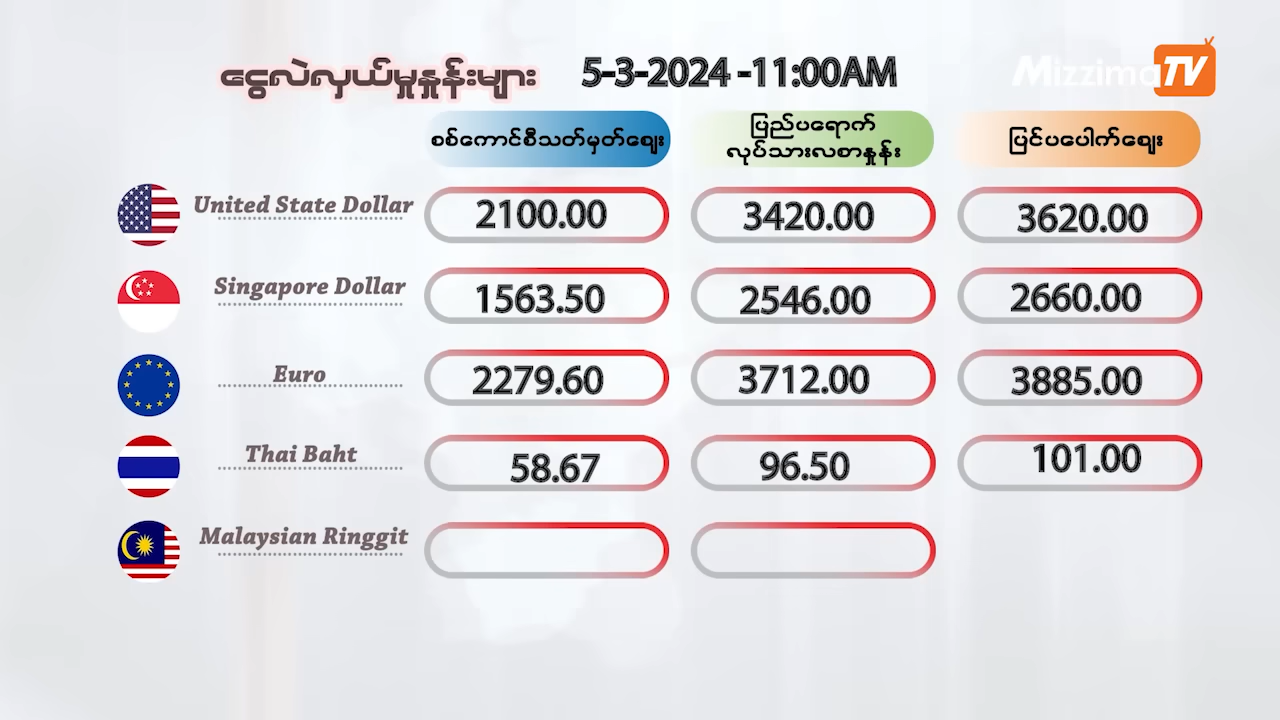 ငွေလဲလှယ်မှုနှုန်းများ 5-3-2024 -11:00AM
Mizzima TV
စစ်ကောင်စီသတ်မှတ်ဈေး
ပြည်ပရောက်
လုပ်သားလစာနှုန်း
ပြင်ပပေါက်ဈေး
United State Dollar 2100.00 3420.00 3620.00
Singapore Dollar 1563.50 2546.00 2660.00
Euro 2279.60 3712.00 3885.00
Thai Baht 58.67 96.50 101.00
Malaysian Ringgit